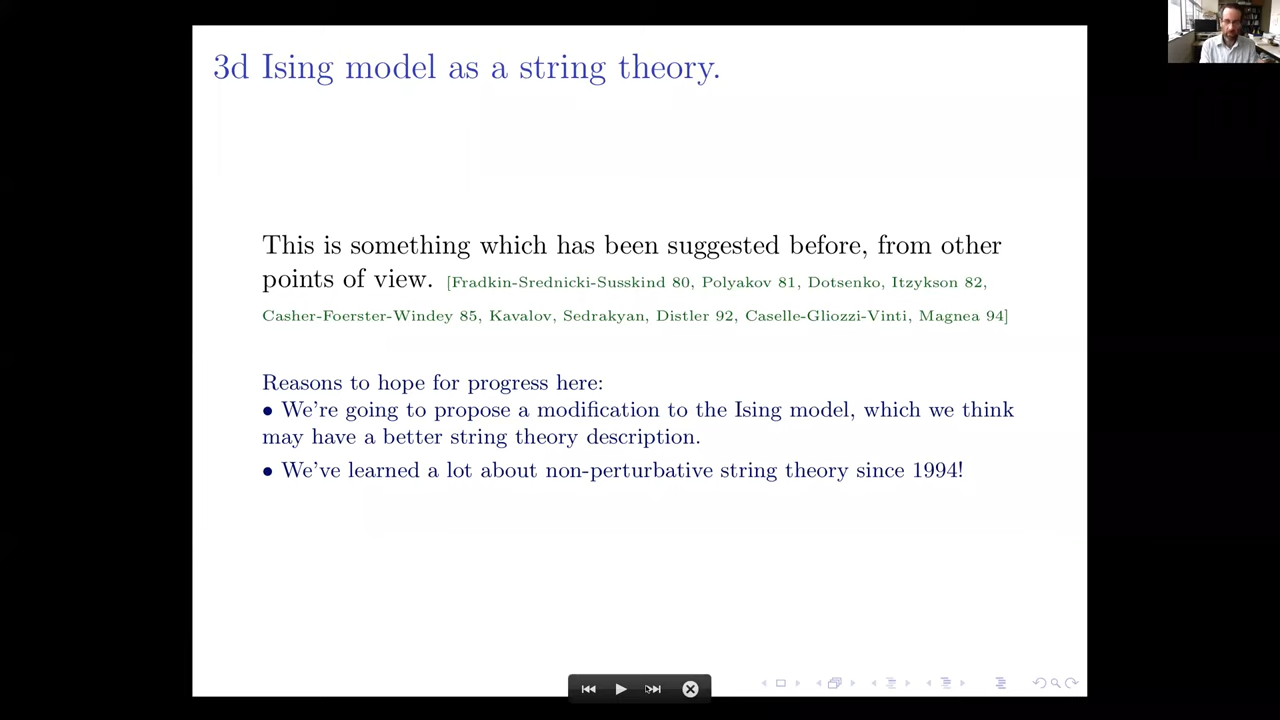 3d Ising model as a string theory.
This is something which has been suggested before, from other
points of view. [Fradkin-Srednicki-Susskind 80, Polyakov 81, Dotsenko, Itzykson 82,
Casher-Foerster-Windey 85, Kavalov, Sedrakyan, Distler 92, Caselle-Gliozzi-Vinti, Magnea 94]
Reasons to hope for progress here:
• We're going to propose a modification to the Ising model, which we think
may have a better string theory description.
• We've learned a lot about non-perturbative string theory since 1994!